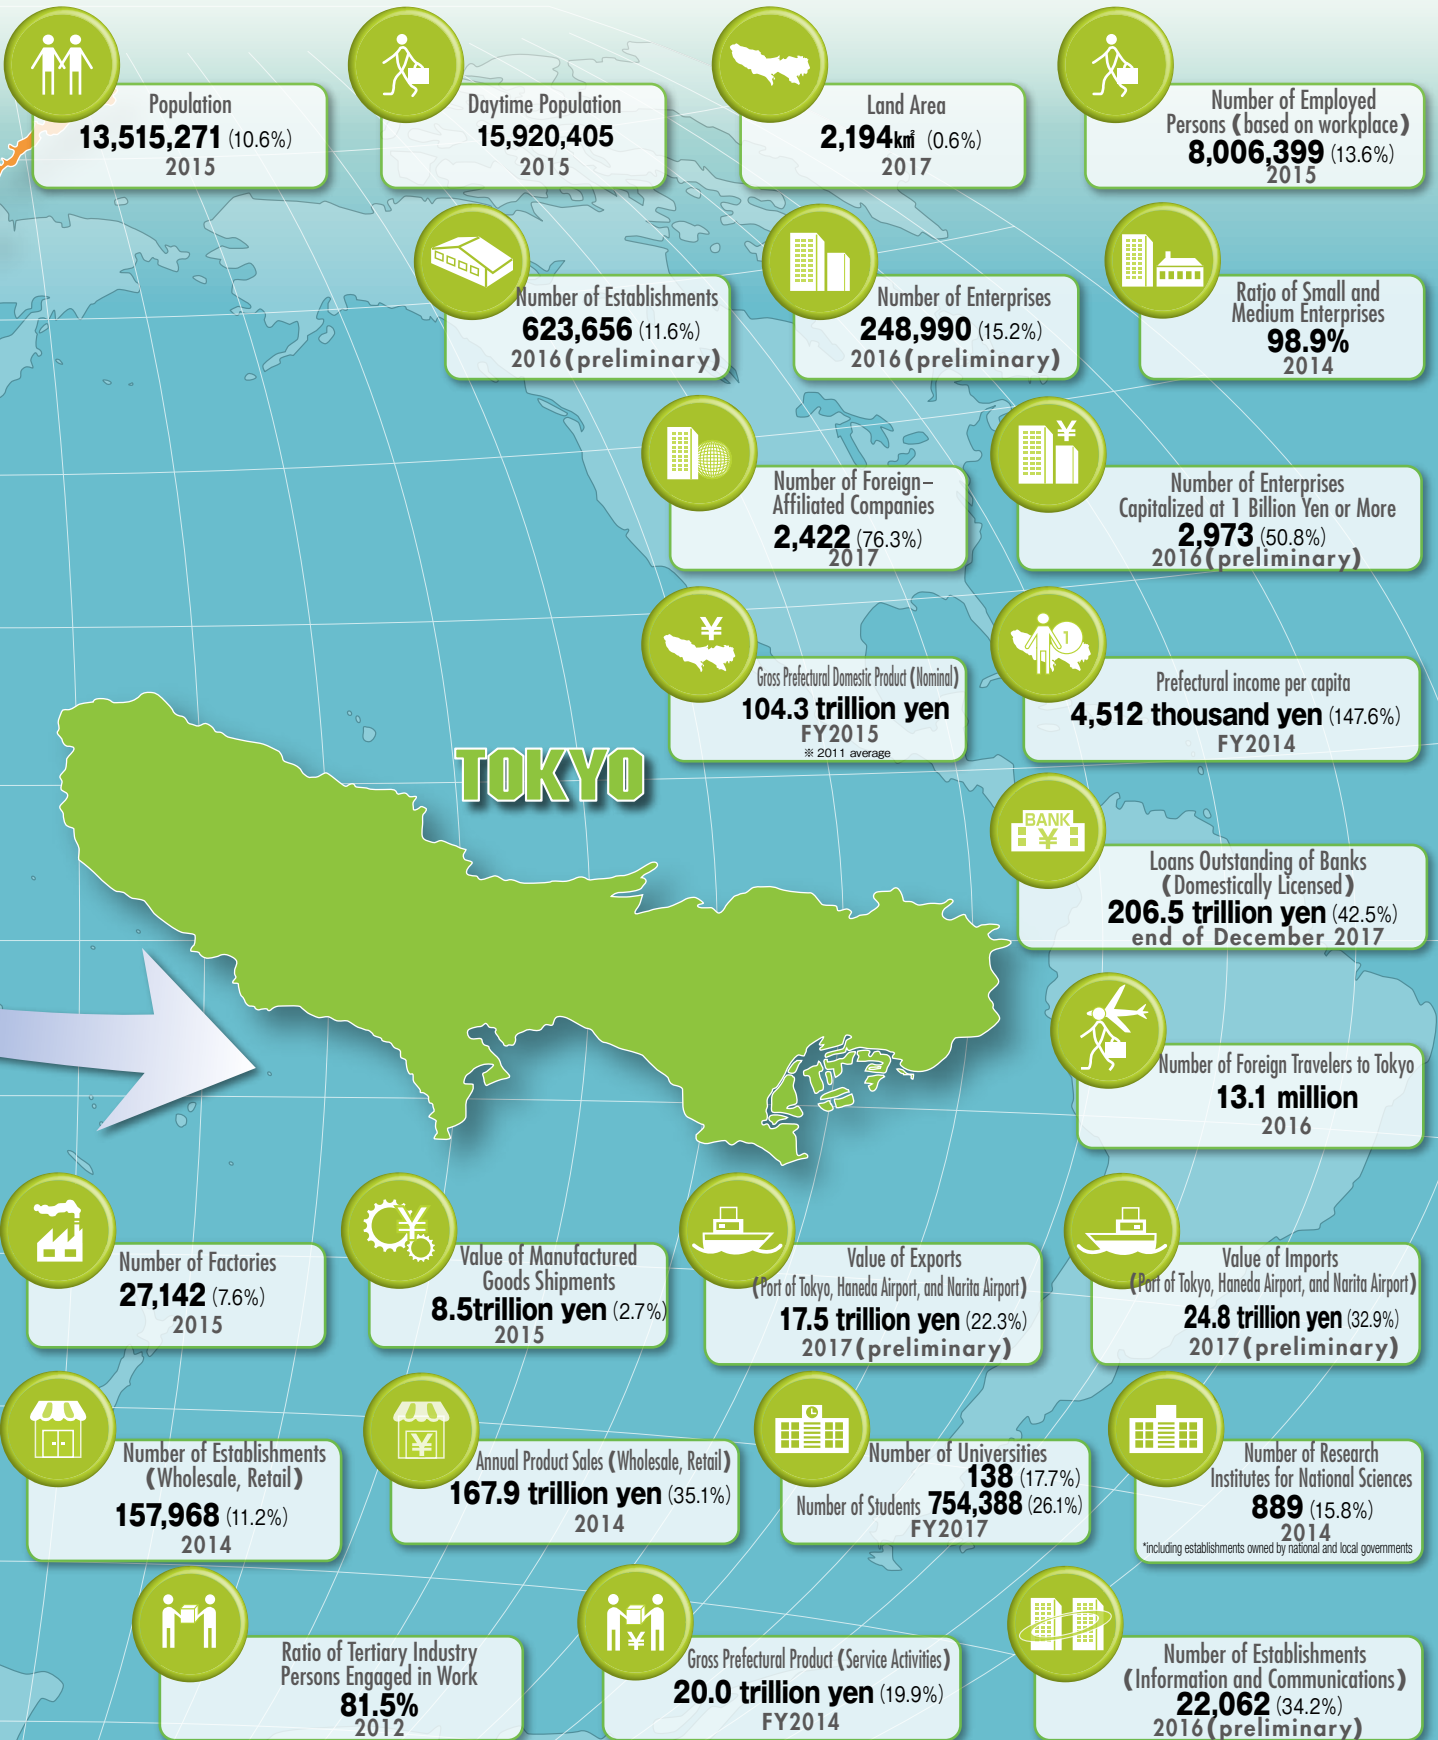 Population
13,515,271 (10.6%)
2015
Daytime Population
15,920,405
2015
Land Area
2,194㎢ (0.6%)
2017
Number of Employed
Persons (based on workplace)
8,006,399 (13.6%)
2015
Number of Establishments
623,656 (11.6%)
2016(preliminary)
Number of Enterprises
248,990 (15.2%)
2016(preliminary)
Ratio of Small and
Medium Enterprises
98.9%
2014
Number of Foreign–
Affiliated Companies
2,422 (76.3%)
2017
¥
Number of Enterprises
Capitalized at 1 Billion Yen or More
2,973 (50.8%)
2016(preliminary)
¥
Gross Prefectural Domestic Product (Nominal)
104.3 trillion yen
FY2015
※ 2011 average
1
Prefectural income per capita
4,512 thousand yen (147.6%)
FY2014
TOKYO
BANK
¥
Loans Outstanding of Banks
(Domestically Licensed)
206.5 trillion yen (42.5%)
end of December 2017
Number of Foreign Travelers to Tokyo
13.1 million
2016
Number of Factories
27,142 (7.6%)
2015
¥
Value of Manufactured
Goods Shipments
8.5trillion yen (2.7%)
2015
Value of Exports
(Port of Tokyo, Haneda Airport, and Narita Airport)
17.5 trillion yen (22.3%)
2017(preliminary)
Value of Imports
(Port of Tokyo, Haneda Airport, and Narita Airport)
24.8 trillion yen (32.9%)
2017(preliminary)
Number of Establishments
(Wholesale, Retail)
157,968 (11.2%)
2014
¥
Annual Product Sales (Wholesale, Retail)
167.9 trillion yen (35.1%)
2014
Number of Universities
138 (17.7%)
Number of Students 754,388 (26.1%)
FY2017
Number of Research
Institutes for National Sciences
889 (15.8%)
2014
*including establishments owned by national and local governments
Ratio of Tertiary Industry
Persons Engaged in Work
81.5%
2012
¥
Gross Prefectural Product (Service Activities)
20.0 trillion yen (19.9%)
FY2014
Number of Establishments
(Information and Communications)
22,062 (34.2%)
2016(preliminary)